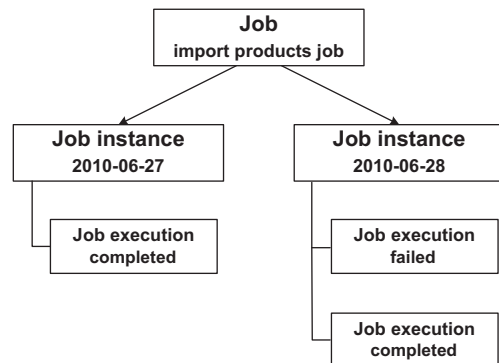 Job
import products job
Job instance
2010-06-27
Job instance
2010-06-28
Job execution
completed
Job execution
failed
Job execution
completed